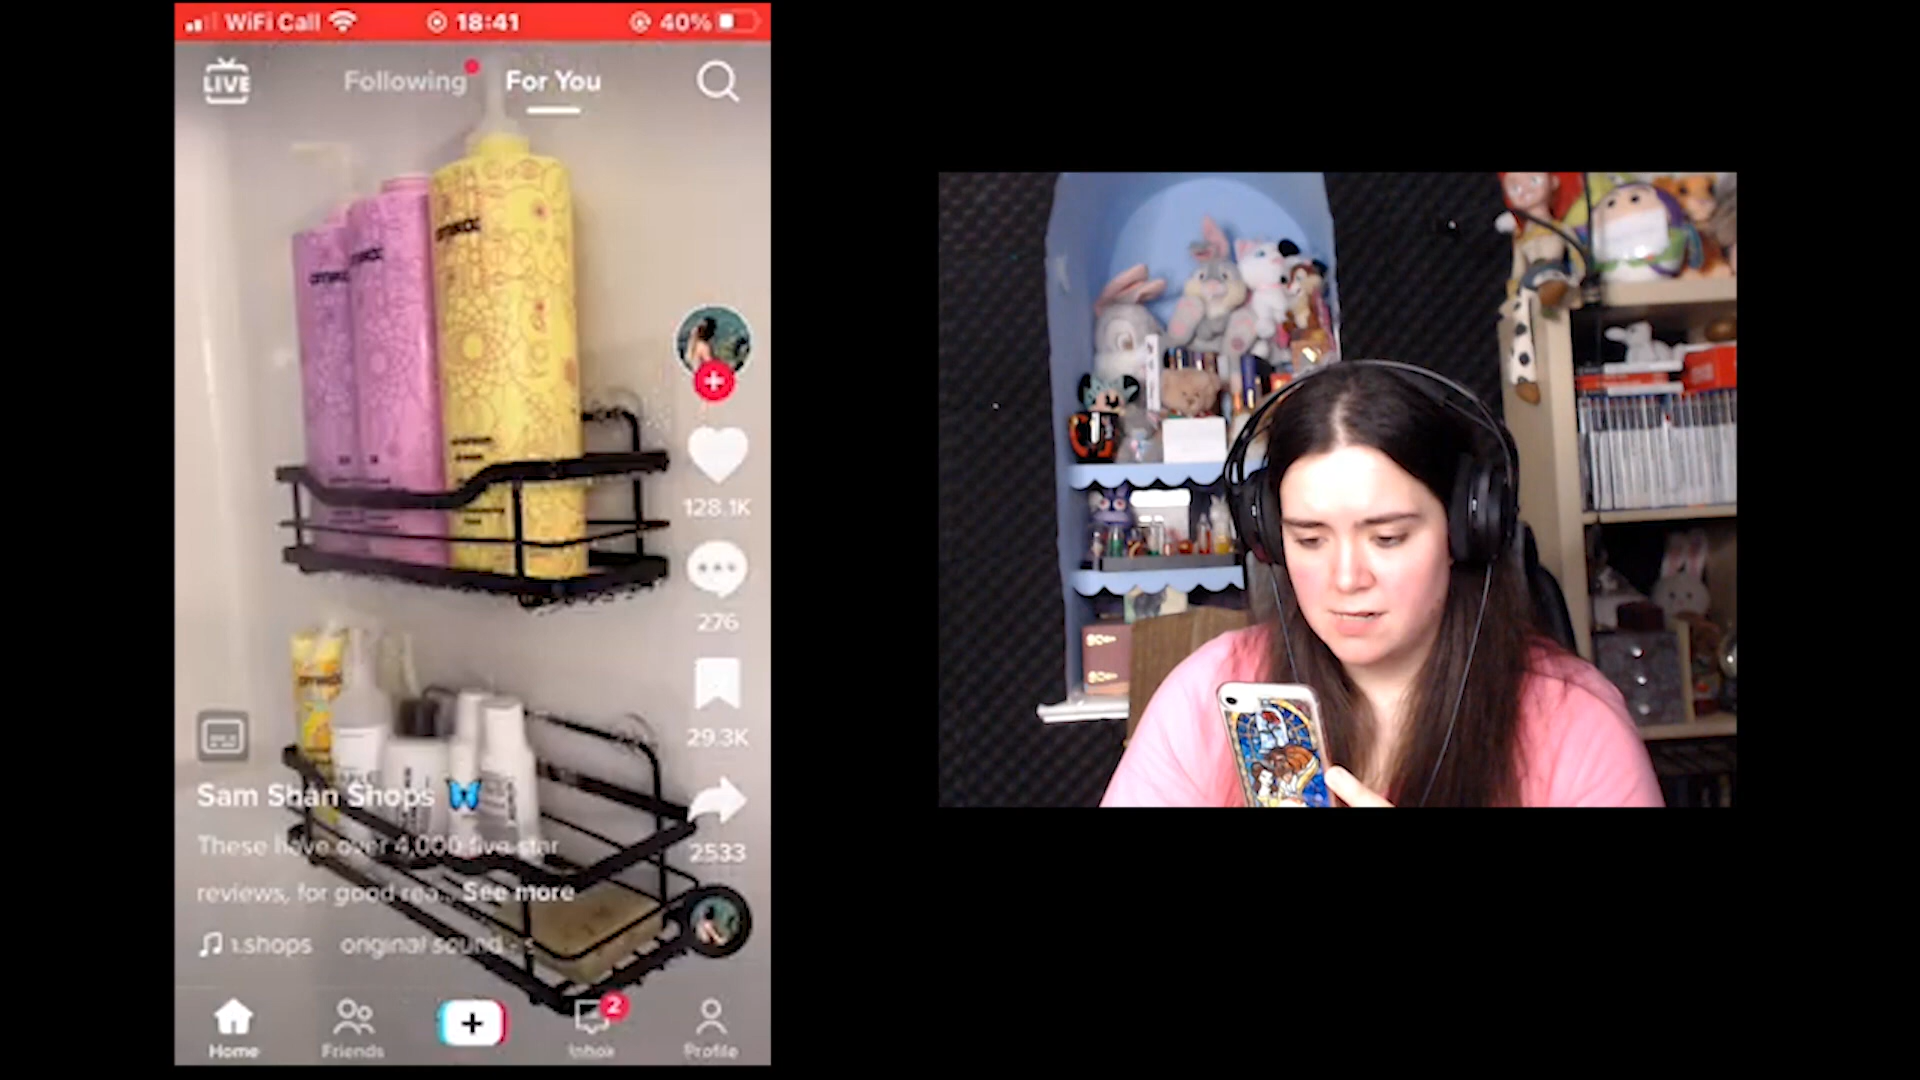 WiFi Call
18:41
40%
LIVE
Following
For You
128.1K
276
29.3K
Sam Shan Shops
These have over 4,000 five star
reviews, for good rea... See more
2533
1.shops original sound - s
2
Home
Friends
Inbox
Profile